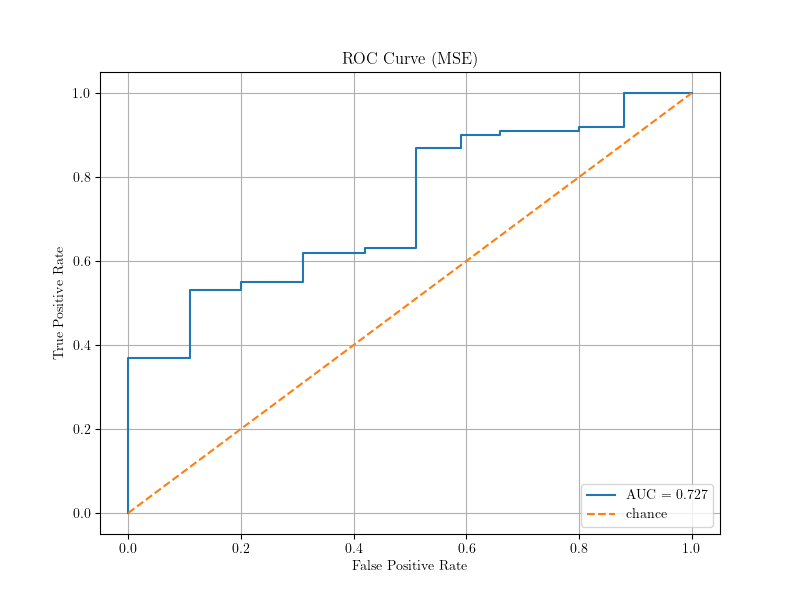 ROC Curve (MSE)
True Positive Rate
1.0
0.8
0.6
0.4
0.2
0.0
AUC = 0.727
chance
0.0 0.2 0.4 0.6 0.8 1.0
False Positive Rate